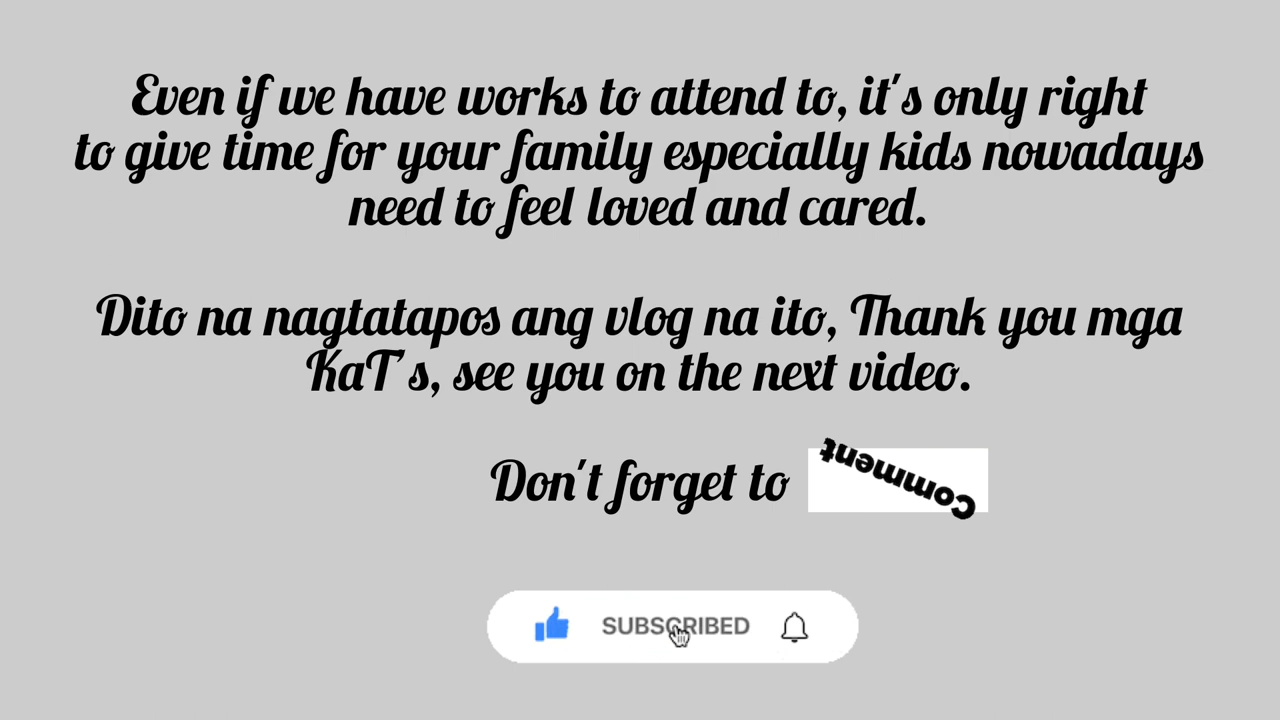 Even if we have works to attend to, it's only right
to give time for your family especially kids nowadays
need to feel loved and cared.
Dito na nagtatapos ang vlog na ito, Thank you mga
KaT's, see you on the next video.
Don't forget to Comment
SUBSCRIBED